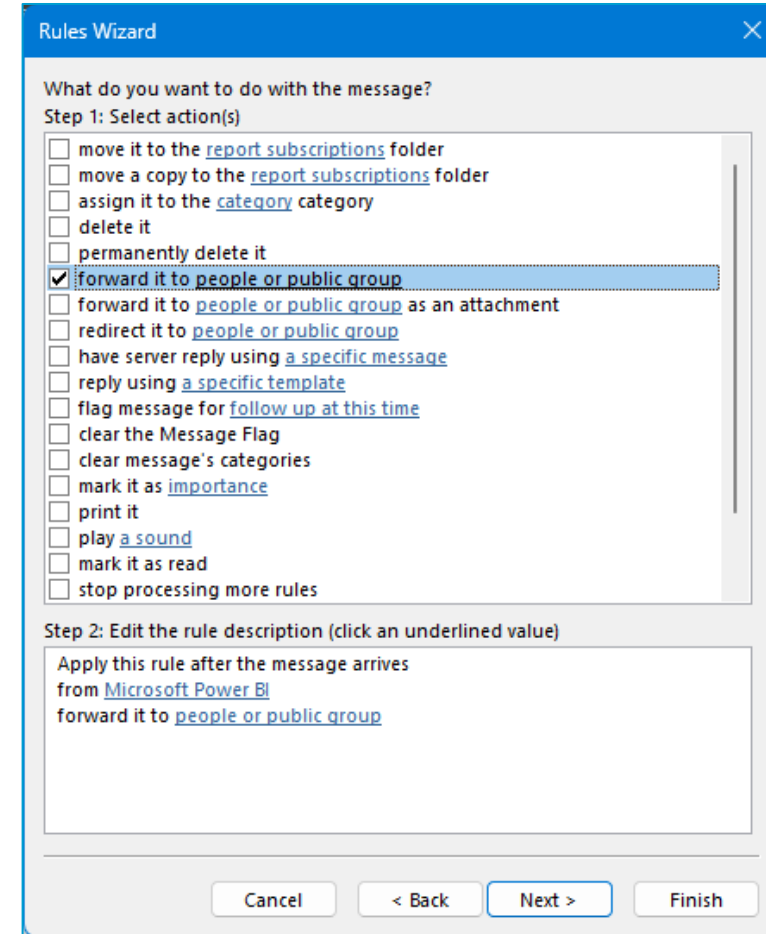 Rules Wizard
What do you want to do with the message?
Step 1: Select action(s)
move it to the report subscriptions folder
move a copy to the report subscriptions folder
assign it to the category category
delete it
permanently delete it
forward it to people or public group
forward it to people or public group as an attachment
redirect it to people or public group
have server reply using a specific message
reply using a specific template
flag message for follow up at this time
clear the Message Flag
clear message's categories
mark it as importance
print it
play a sound
mark it as read
stop processing more rules
Step 2: Edit the rule description (click an underlined value)
Apply this rule after the message arrives
from Microsoft Power BI
forward it to people or public group
Cancel < Back Next > Finish